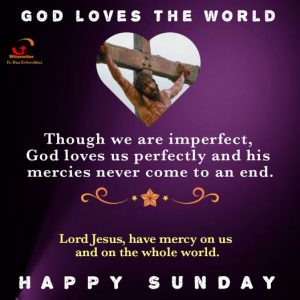 GOD LOVES THE WORLD
Though we are imperfect,
God loves us perfectly and his
mercies never come to an end.
Lord Jesus, have mercy on us
and on the whole world.
HAPPY SUNDAY